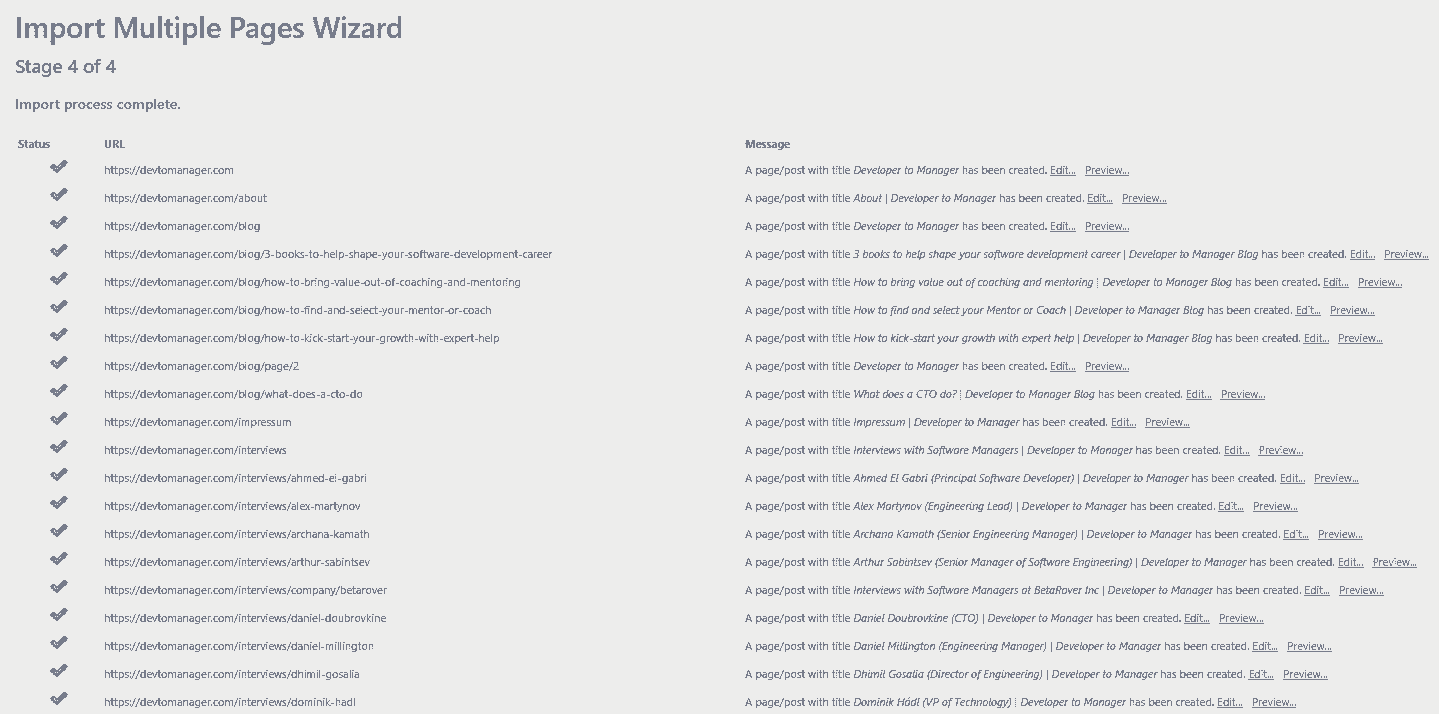 Import Multiple Pages Wizard
Stage 4 of 4
Import process complete.
Status URL Message
https://devtomanager.com A page/post with title Developer to Manager has been created. Edit... Preview...
https://devtomanager.com/about A page/post with title About | Developer to Manager has been created. Edit... Preview...
https://devtomanager.com/blog A page/post with title Developer to Manager has been created. Edit... Preview...
https://devtomanager.com/blog/3-books-to-help-shape-your-software-development-career A page/post with title 3 books to help shape your software development career | Developer to Manager Blog has been created. Edit... Preview...
https://devtomanager.com/blog/how-to-bring-value-out-of-coaching-and-mentoring A page/post with title How to bring value out of coaching and mentoring | Developer to Manager Blog has been created. Edit... Preview...
https://devtomanager.com/blog/how-to-find-and-select-your-mentor-or-coach A page/post with title How to find and select your Mentor or Coach | Developer to Manager Blog has been created. Edit... Preview...
https://devtomanager.com/blog/how-to-kick-start-your-growth-with-expert-help A page/post with title How to kick-start your growth with expert help | Developer to Manager Blog has been created. Edit... Preview...
https://devtomanager.com/blog/page/2 A page/post with title Developer to Manager has been created. Edit... Preview...
https://devtomanager.com/blog/what-does-a-cto-do A page/post with title What does a CTO do? | Developer to Manager Blog has been created. Edit... Preview...
https://devtomanager.com/impressum A page/post with title Impressum | Developer to Manager has been created. Edit... Preview...
https://devtomanager.com/interviews A page/post with title Interviews with Software Managers | Developer to Manager has been created. Edit... Preview...
https://devtomanager.com/interviews/ahmed-el-gabri A page/post with title Ahmed El Gabri (Principal Software Developer) | Developer to Manager has been created. Edit... Preview...
https://devtomanager.com/interviews/alex-martynov A page/post with title Alex Martynov (Engineering Lead) | Developer to Manager has been created. Edit... Preview...
https://devtomanager.com/interviews/archana-kamath A page/post with title Archana Kamath (Senior Engineering Manager) | Developer to Manager has been created. Edit... Preview...
https://devtomanager.com/interviews/arthur-sabintsev A page/post with title Arthur Sabintsev (Senior Manager of Software Engineering) | Developer to Manager has been created. Edit... Preview...
https://devtomanager.com/interviews/company/betarover A page/post with title Interviews with Software Managers at BetaRover Inc | Developer to Manager has been created. Edit... Preview...
https://devtomanager.com/interviews/daniel-doubrovkine A page/post with title Daniel Doubrovkine (CTO) | Developer to Manager has been created. Edit... Preview...
https://devtomanager.com/interviews/daniel-millington A page/post with title Daniel Millington (Engineering Manager) | Developer to Manager has been created. Edit... Preview...
https://devtomanager.com/interviews/dhimil-gosalia A page/post with title Dhimil Gosalia (Director of Engineering) | Developer to Manager has been created. Edit... Preview...
https://devtomanager.com/interviews/dominik-hadl A page/post with title Dominik Hádl (VP of Technology) | Developer to Manager has been created. Edit... Preview...